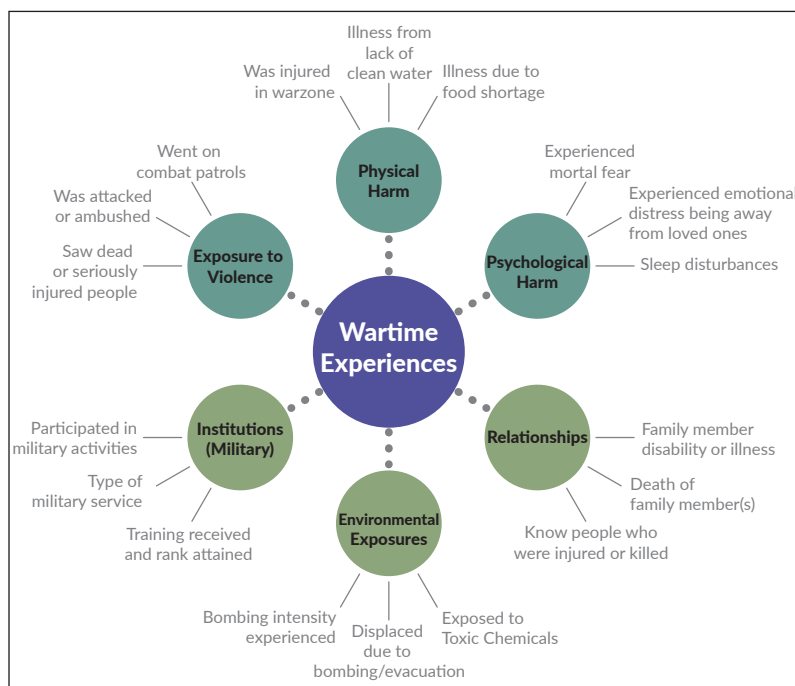 Illness from
lack of
clean water
Was injured
in warzone
Illness due to
food shortage
Physical
Harm
Went on
combat patrols
Was attacked
or ambushed
Saw dead
or seriously
injured people
Exposure to
Violence
Experienced
mortal fear
Experienced emotional
distress being away
from loved ones
Sleep disturbances
Psychological
Harm
Wartime
Experiences
Institutions
(Military)
Participated in
military activities
Type of
military service
Training received
and rank attained
Relationships
Family member
disability or illness
Death of
family member(s)
Know people who
were injured or killed
Environmental
Exposures
Bombing intensity
experienced
Displaced
due to
bombing/evacuation
Exposed to
Toxic Chemicals